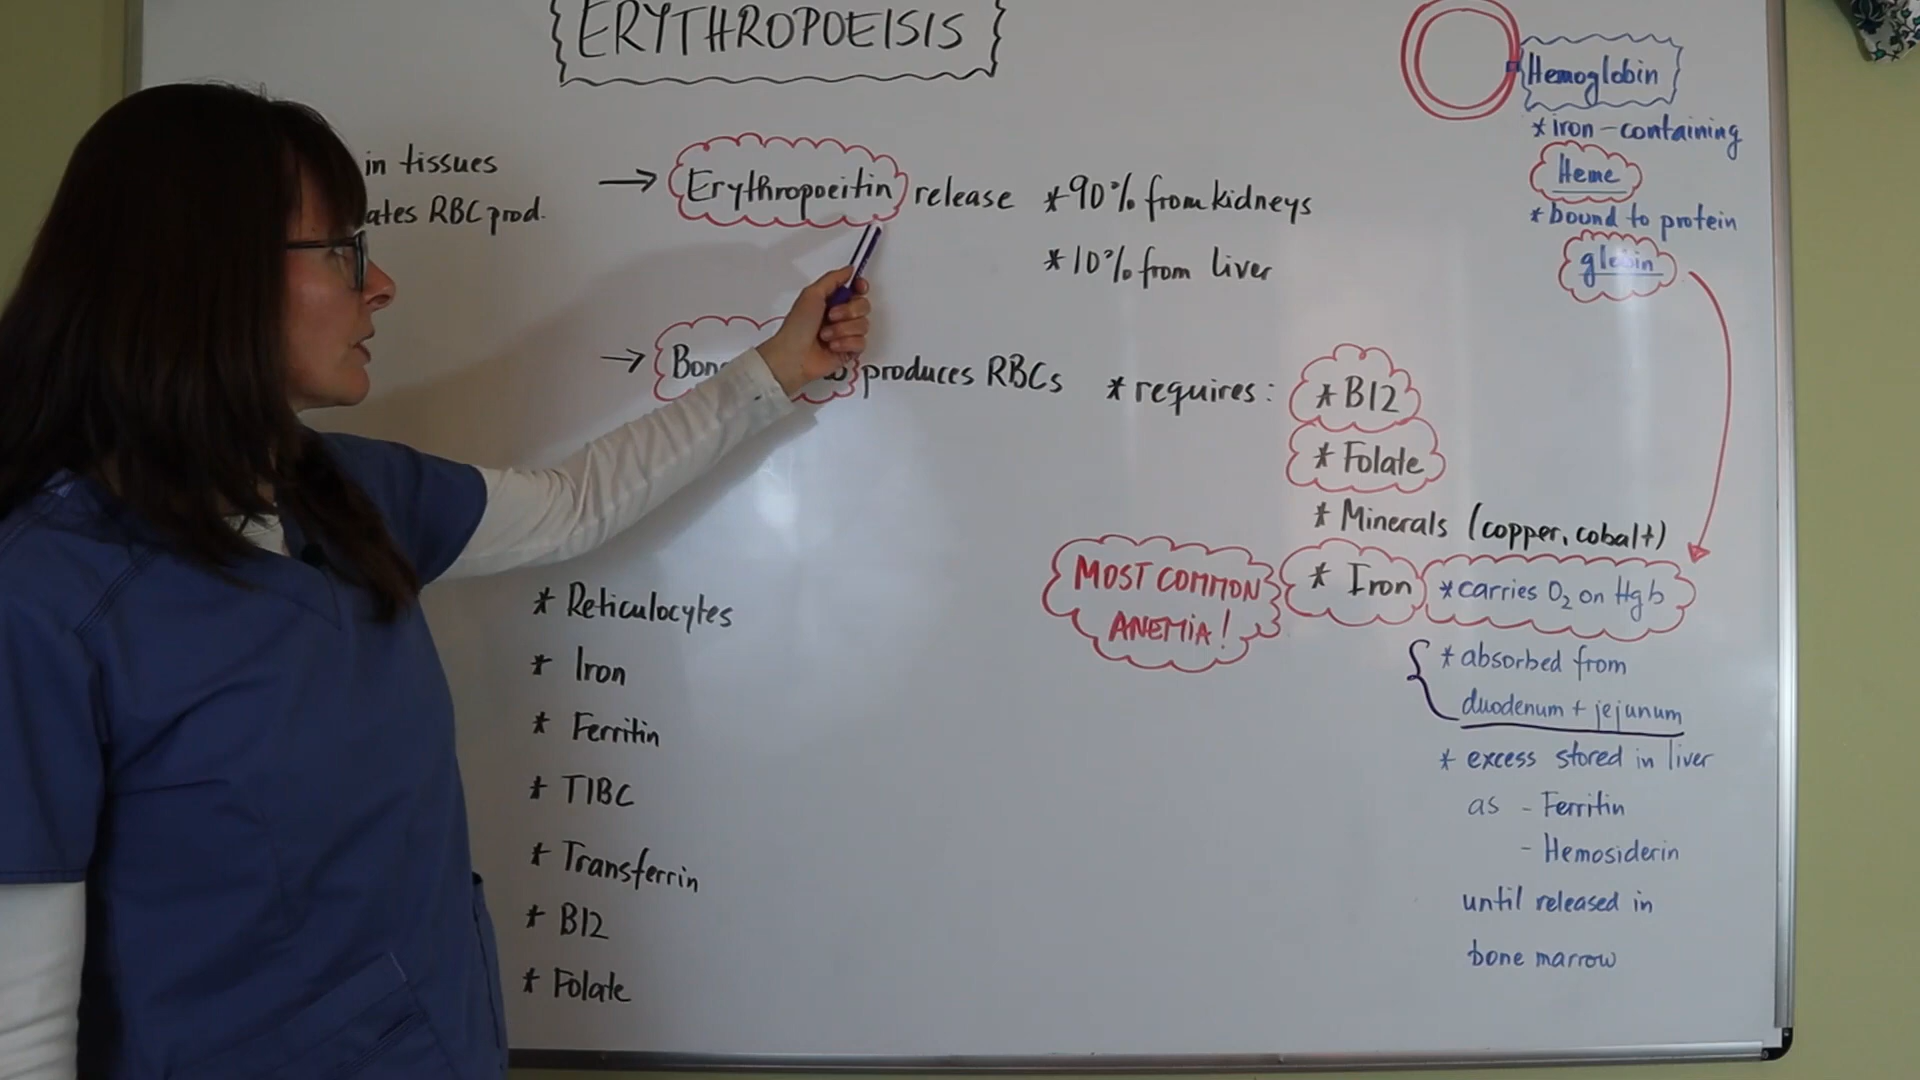 ERYTHROPOEISIS
in tissues
ates RBC prod.
→ Erythropoeitin release * 90% from kidneys
* 10% from liver
→ Bon produces RBCs * requires:
* B12
* Folate
* Minerals (copper, cobalt)
MOST COMMON
ANEMIA!
* Iron * carries O₂ on Hgb
* absorbed from
duodenum + jejunum
* excess stored in liver
as - Ferritin
- Hemosiderin
until released in
bone marrow
* Reticulocytes
* Iron
* Ferritin
* TIBC
* Transferrin
* B12
* Folate
Hemoglobin
* iron-containing
Heme
* bound to protein
globin